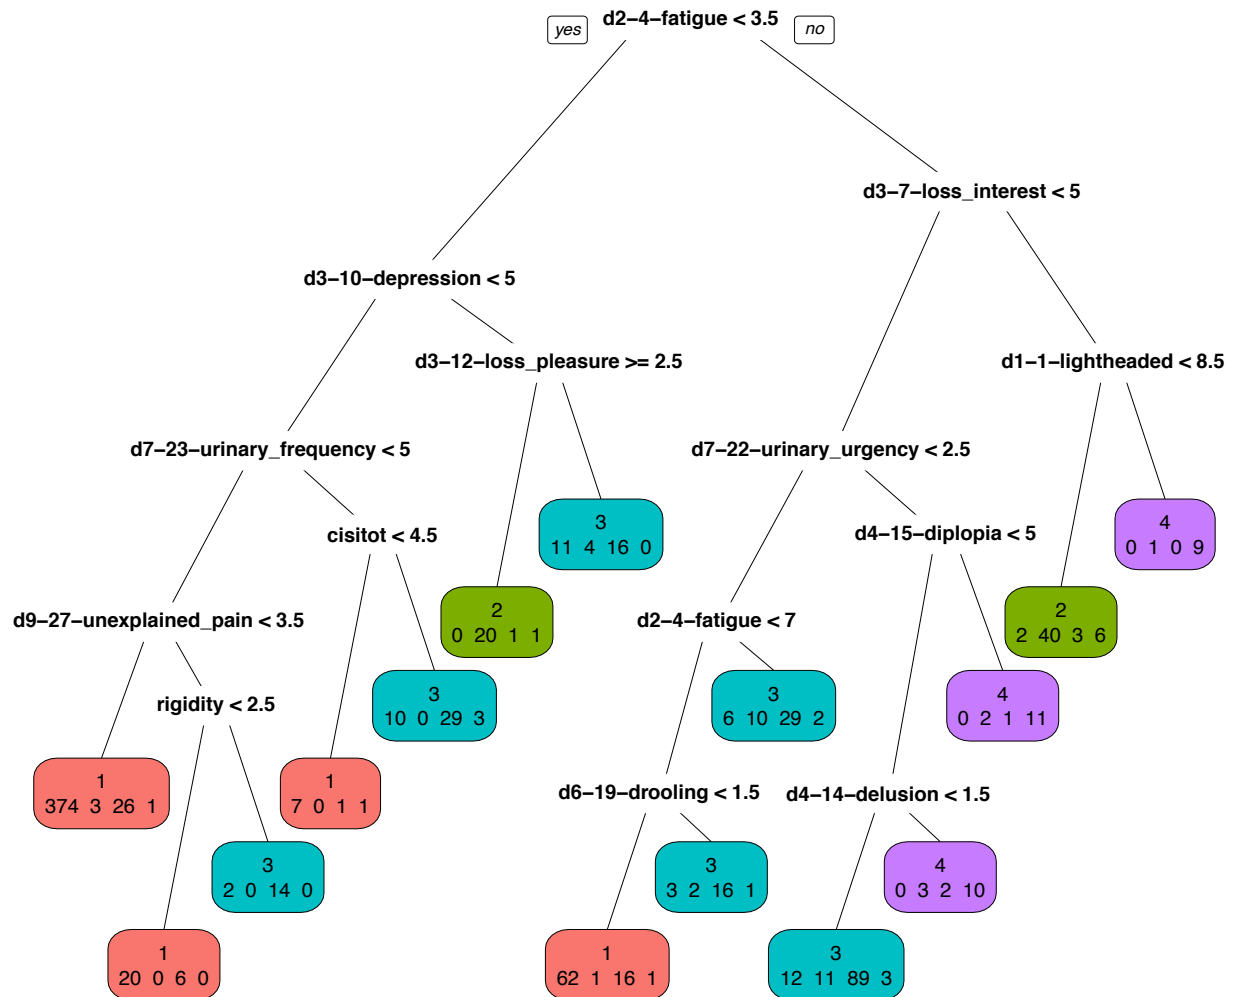 d2−4−fatigue < 3.5
yes
no
d3−7−loss_interest < 5
d3−10−depression < 5
d3−12−loss_pleasure >= 2.5
d1−1−lightheaded < 8.5
d7−23−urinary_frequency < 5
d7−22−urinary_urgency < 2.5
3
11 4 16 0
4
0 1 0 9
cisitot < 4.5
d4−15−diplopia < 5
2
0 20 1 1
2
2 40 3 6
d9−27−unexplained_pain < 3.5
d2−4−fatigue < 7
3
10 0 29 3
3
6 10 29 2
4
0 2 1 11
rigidity < 2.5
1
374 3 26 1
1
7 0 1 1
d6−19−drooling < 1.5
d4−14−delusion < 1.5
3
2 0 14 0
3
3 2 16 1
4
0 3 2 10
1
20 0 6 0
1
62 1 16 1
3
12 11 89 3